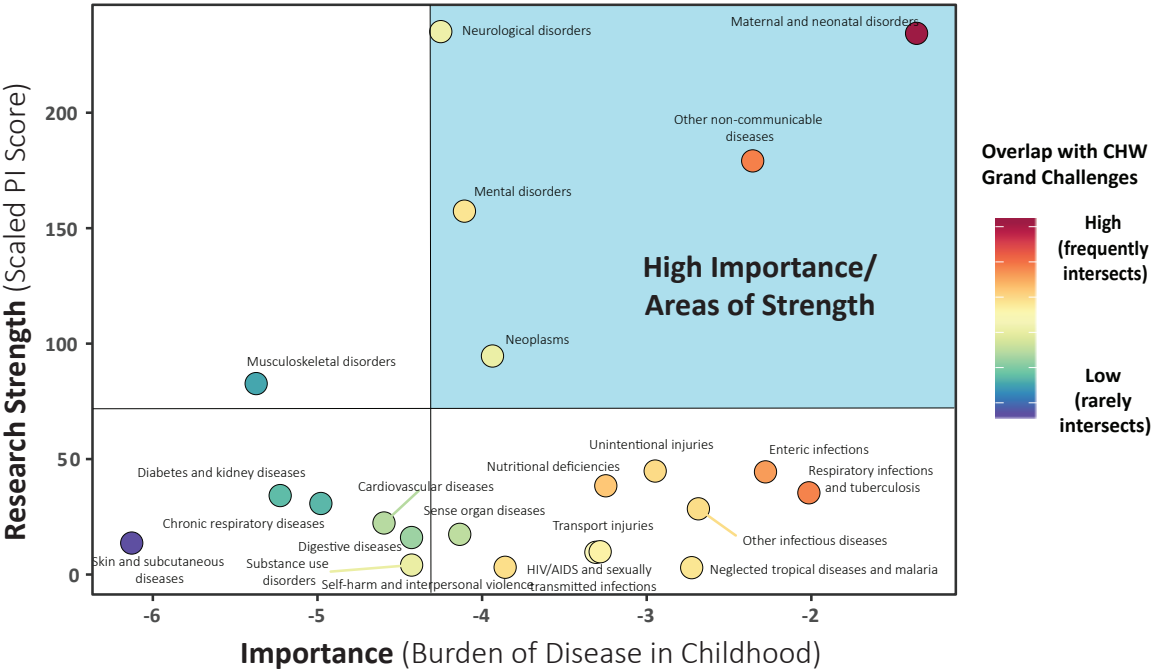 Neurological disorders
Maternal and neonatal disorders
Other non-communicable
diseases
Mental disorders
High Importance/
Areas of Strength
Neoplasms
Musculoskeletal disorders
Unintentional injuries
Enteric infections
Nutritional deficiencies
Respiratory infections
and tuberculosis
Diabetes and kidney diseases
Cardiovascular diseases
Sense organ diseases
Chronic respiratory diseases
Transport injuries
Other infectious diseases
Digestive diseases
Skin and subcutaneous
diseases
Substance use
disorders
Self-harm and interpersonal violence
HIV/AIDS and sexually
transmitted infections
Neglected tropical diseases and malaria
200
150
100
50
0
-6
-5
-4
-3
-2
Research Strength (Scaled PI Score)
Importance (Burden of Disease in Childhood)
Overlap with CHW
Grand Challenges
High
(frequently
intersects)
Low
(rarely
intersects)